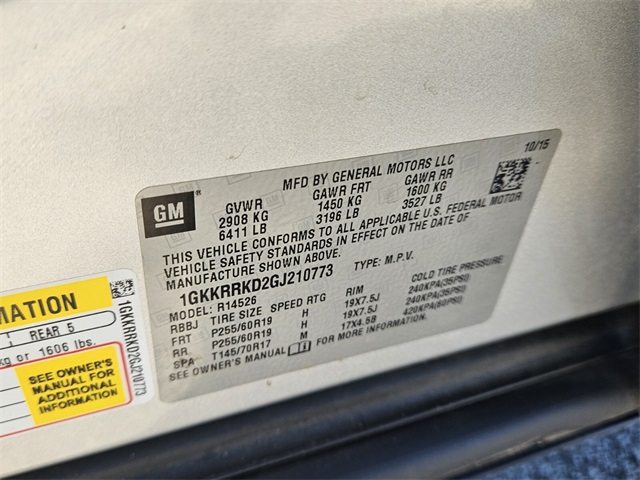 10/15
MFD BY GENERAL MOTORS LLC
GM ®
GVWR GAWR FRT GAWR RR
2908 KG 1450 KG 1600 KG
6411 LB 3196 LB 3527 LB
THIS VEHICLE CONFORMS TO ALL APPLICABLE U.S. FEDERAL MOTOR
VEHICLE SAFETY STANDARDS IN EFFECT ON THE DATE OF
MANUFACTURE SHOWN ABOVE.
1GKKRRKD2GJ210773 TYPE: M.P.V.
MODEL: R14526
RBBJ TIRE SIZE SPEED RTG RIM COLD TIRE PRESSURE
FRT P255/60R19 H 19X7.5J 240KPA(35PSI)
RR P255/60R19 H 19X7.5J 240KPA(35PSI)
SPA T145/70R17 M 17X4.5B 420KPA(60PSI)
SEE OWNER'S MANUAL FOR MORE INFORMATION.
MATION
REAR 5
kg or 1606 lbs.
SEE OWNER'S
MANUAL FOR
ADDITIONAL
INFORMATION
1GKKRRKD2GJ210773